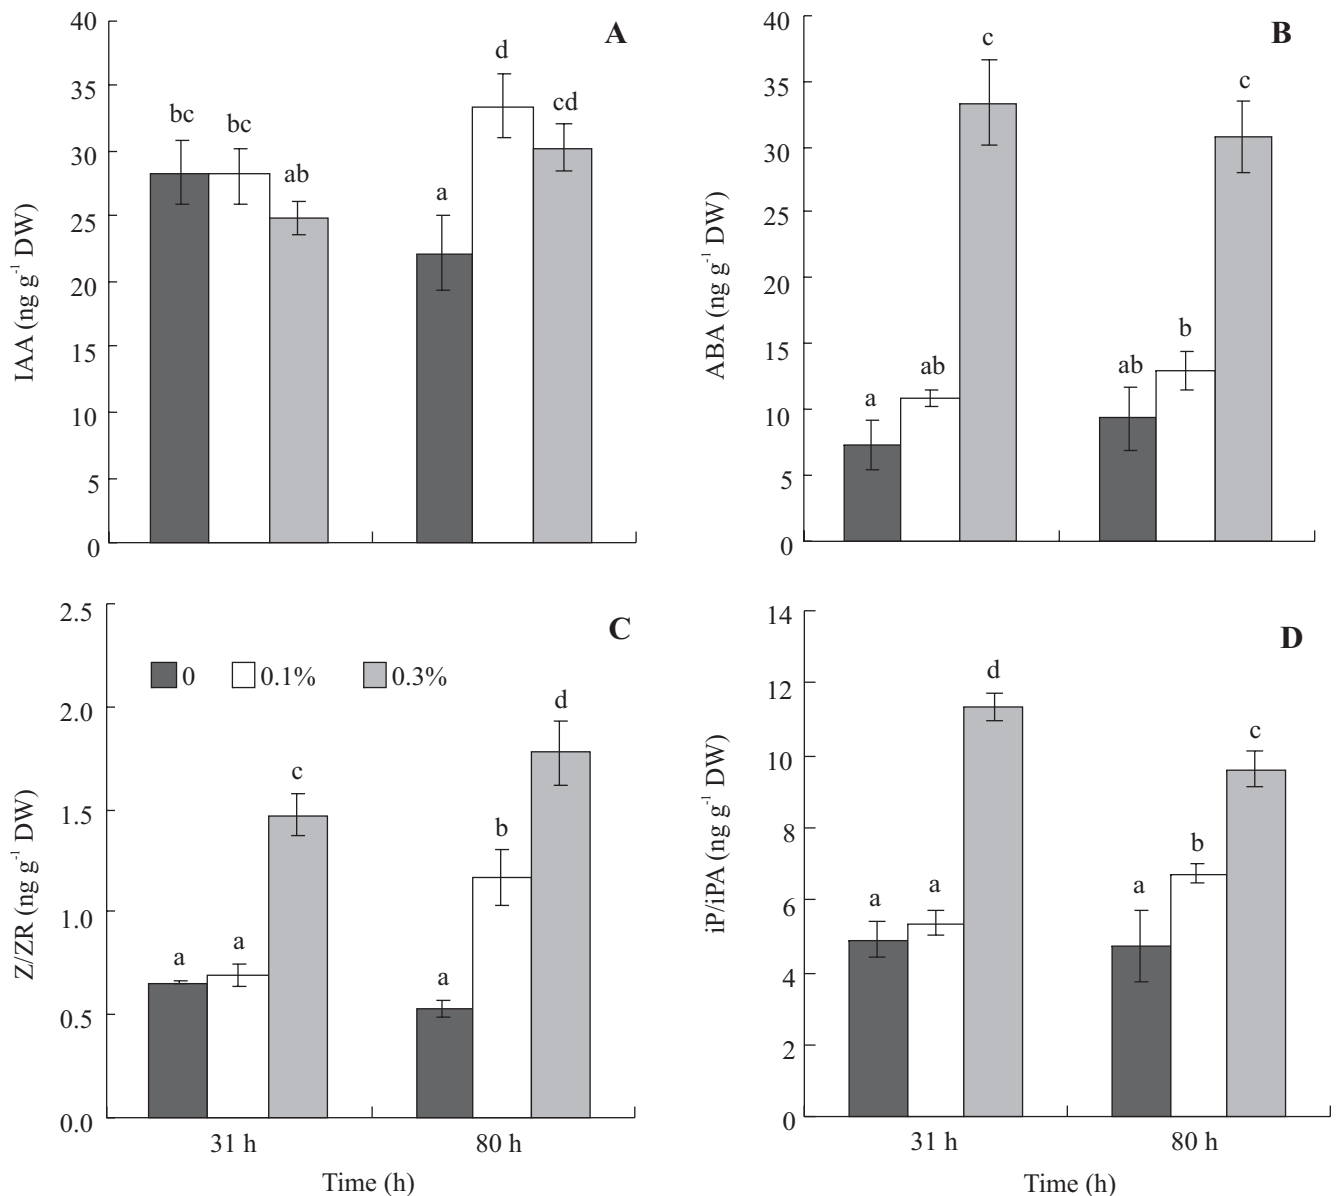 A
IAA (ng g⁻¹ DW)
40
35
30
25
20
15
10
5
0
bc
bc
ab
a
d
cd
B
ABA (ng g⁻¹ DW)
40
35
30
25
20
15
10
5
0
a
ab
c
ab
b
c
C
Z/ZR (ng g⁻¹ DW)
2.5
2.0
1.5
1.0
0.5
0.0
0 0.1% 0.3%
a
a
c
a
b
d
31 h 80 h
Time (h)
D
iP/iPA (ng g⁻¹ DW)
14
12
10
8
6
4
2
0
a
a
d
a
b
c
31 h 80 h
Time (h)